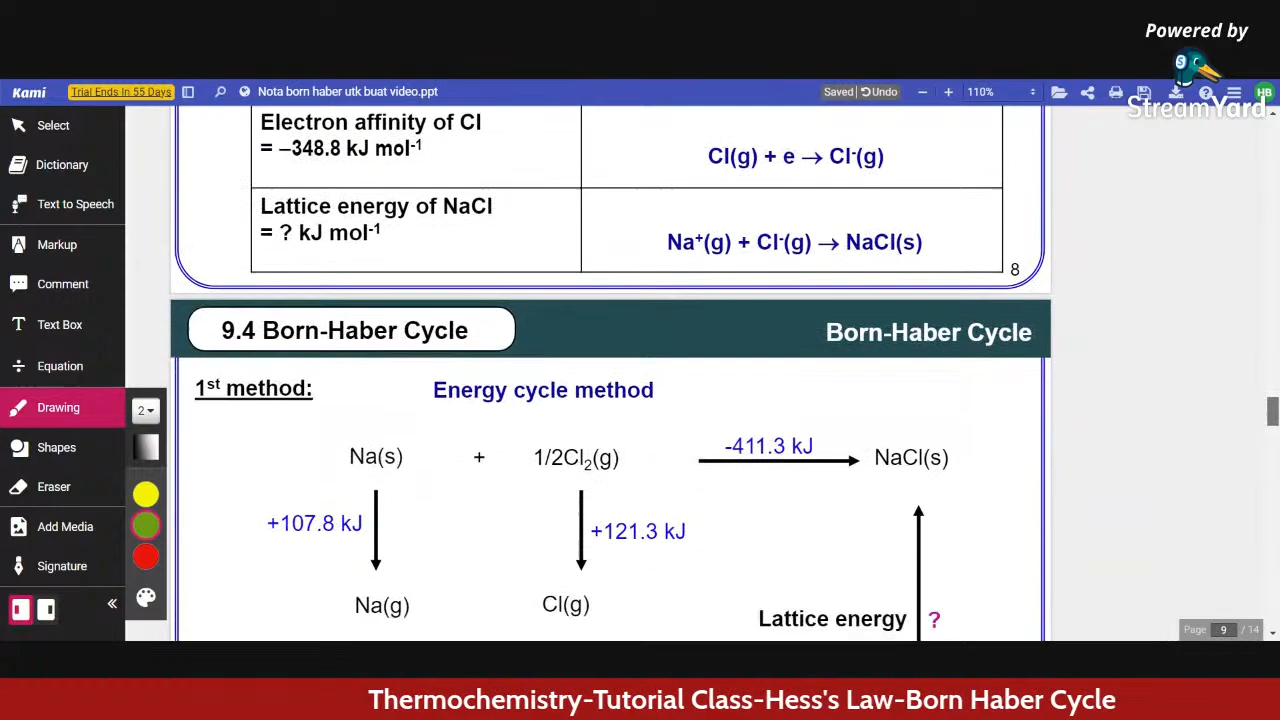 Powered by
StreamYard
Kami
Trial Ends In 55 Days
Nota born haber utk buat video.ppt
Saved
Undo
110%
HB
Select
Dictionary
Text to Speech
Markup
Comment
Text Box
Equation
Drawing
2
Shapes
Eraser
Add Media
Signature
Electron affinity of Cl
= –348.8 kJ mol⁻¹
Cl(g) + e → Cl⁻(g)
Lattice energy of NaCl
= ? kJ mol⁻¹
Na⁺(g) + Cl⁻(g) → NaCl(s)
8
9.4 Born-Haber Cycle
Born-Haber Cycle
1ˢᵗ method:
Energy cycle method
Na(s) + 1/2Cl₂(g) -411.3 kJ NaCl(s)
+107.8 kJ
+121.3 kJ
Na(g)
Cl(g)
Lattice energy ?
Page 9 / 14
Thermochemistry-Tutorial Class-Hess's Law-Born Haber Cycle